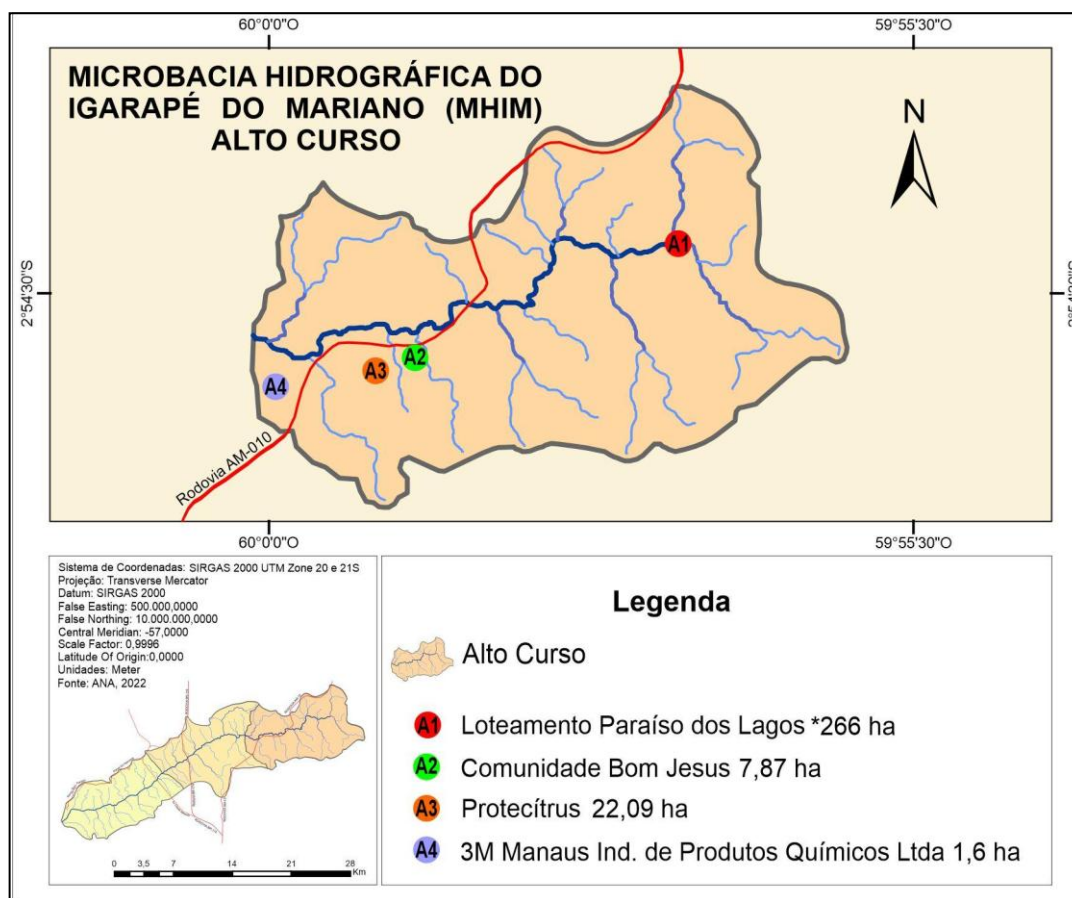 60°0'0"O
59°55'30"O
MICROBACIA HIDROGRÁFICA DO
IGARAPÉ DO MARIANO (MHIM)
ALTO CURSO
N
2°54'30"S
A1
A2
A3
A4
Rodovia AM-010
60°0'0"O
59°55'30"O
Sistema de Coordenadas: SIRGAS 2000 UTM Zone 20 e 21S
Projeção: Transverse Mercator
Datum: SIRGAS 2000
False Easting: 500.000,0000
False Northing: 10.000.000,0000
Central Meridian: -57,0000
Scale Factor: 0,9996
Latitude Of Origin:0,0000
Unidades: Meter
Fonte: ANA, 2022
0 3,5 7 14 21 28
Km
Legenda
Alto Curso
A1 Loteamento Paraíso dos Lagos *266 ha
A2 Comunidade Bom Jesus 7,87 ha
A3 Protecítrus 22,09 ha
A4 3M Manaus Ind. de Produtos Químicos Ltda 1,6 ha